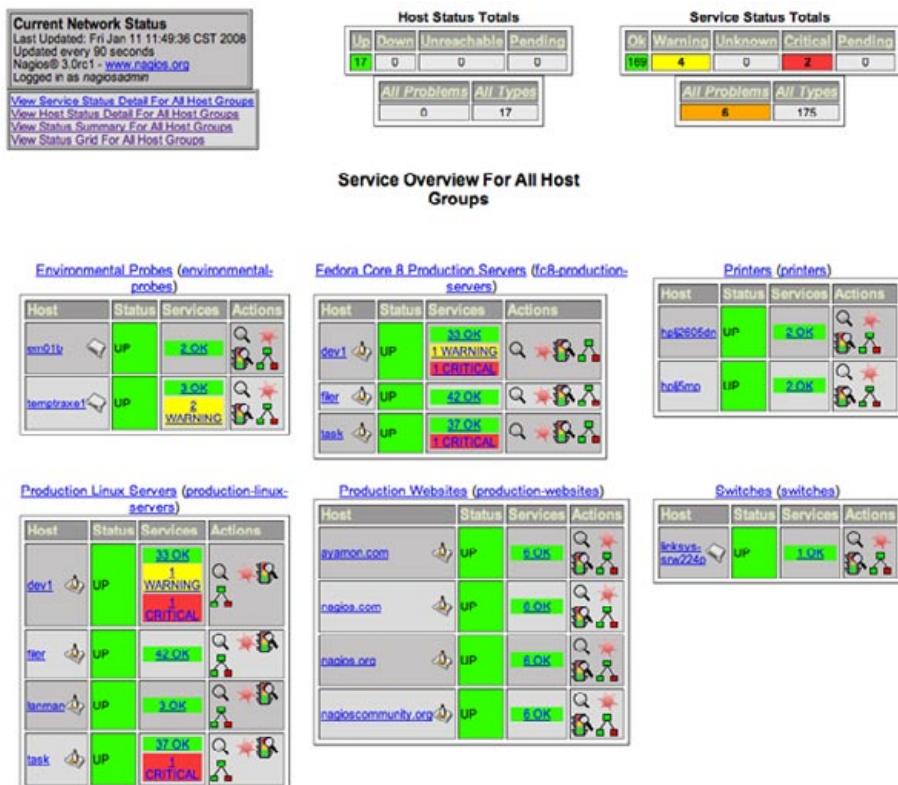 Current Network Status
Last Updated: Fri Jan 11 11:49:36 CST 2008
Updated every 90 seconds
Nagios® 3.0rc1 - www.nagios.org
Logged in as nagiosadmin
View Service Status Detail For All Host Groups
View Host Status Detail For All Host Groups
View Status Summary For All Host Groups
View Status Grid For All Host Groups
Host Status Totals
Up Down Unreachable Pending
17 0 0 0
All Problems All Types
0 17
Service Status Totals
Ok Warning Unknown Critical Pending
169 4 0 2 0
All Problems All Types
6 175
Service Overview For All Host
Groups
Environmental Probes (environmental-
probes)
Host Status Services Actions
em01b UP 2 OK
temptraxe1 UP 3 OK
2
WARNING
Fedora Core 8 Production Servers (fc8-production-
servers)
Host Status Services Actions
dev1 UP 33 OK
1 WARNING
1 CRITICAL
filer UP 42 OK
task UP 37 OK
1 CRITICAL
Printers (printers)
Host Status Services Actions
hplj2605dn UP 2 OK
hplj5mp UP 2 OK
Production Linux Servers (production-linux-
servers)
Host Status Services Actions
dev1 UP 33 OK
1
WARNING
1
CRITICAL
filer UP 42 OK
lanman UP 3 OK
task UP 37 OK
1
CRITICAL
Production Websites (production-websites)
Host Status Services Actions
ayamon.com UP 6 OK
nagios.com UP 6 OK
nagios.org UP 6 OK
nagioscommunity.org UP 6 OK
Switches (switches)
Host Status Services Actions
linksys-
srw224p UP 1 OK